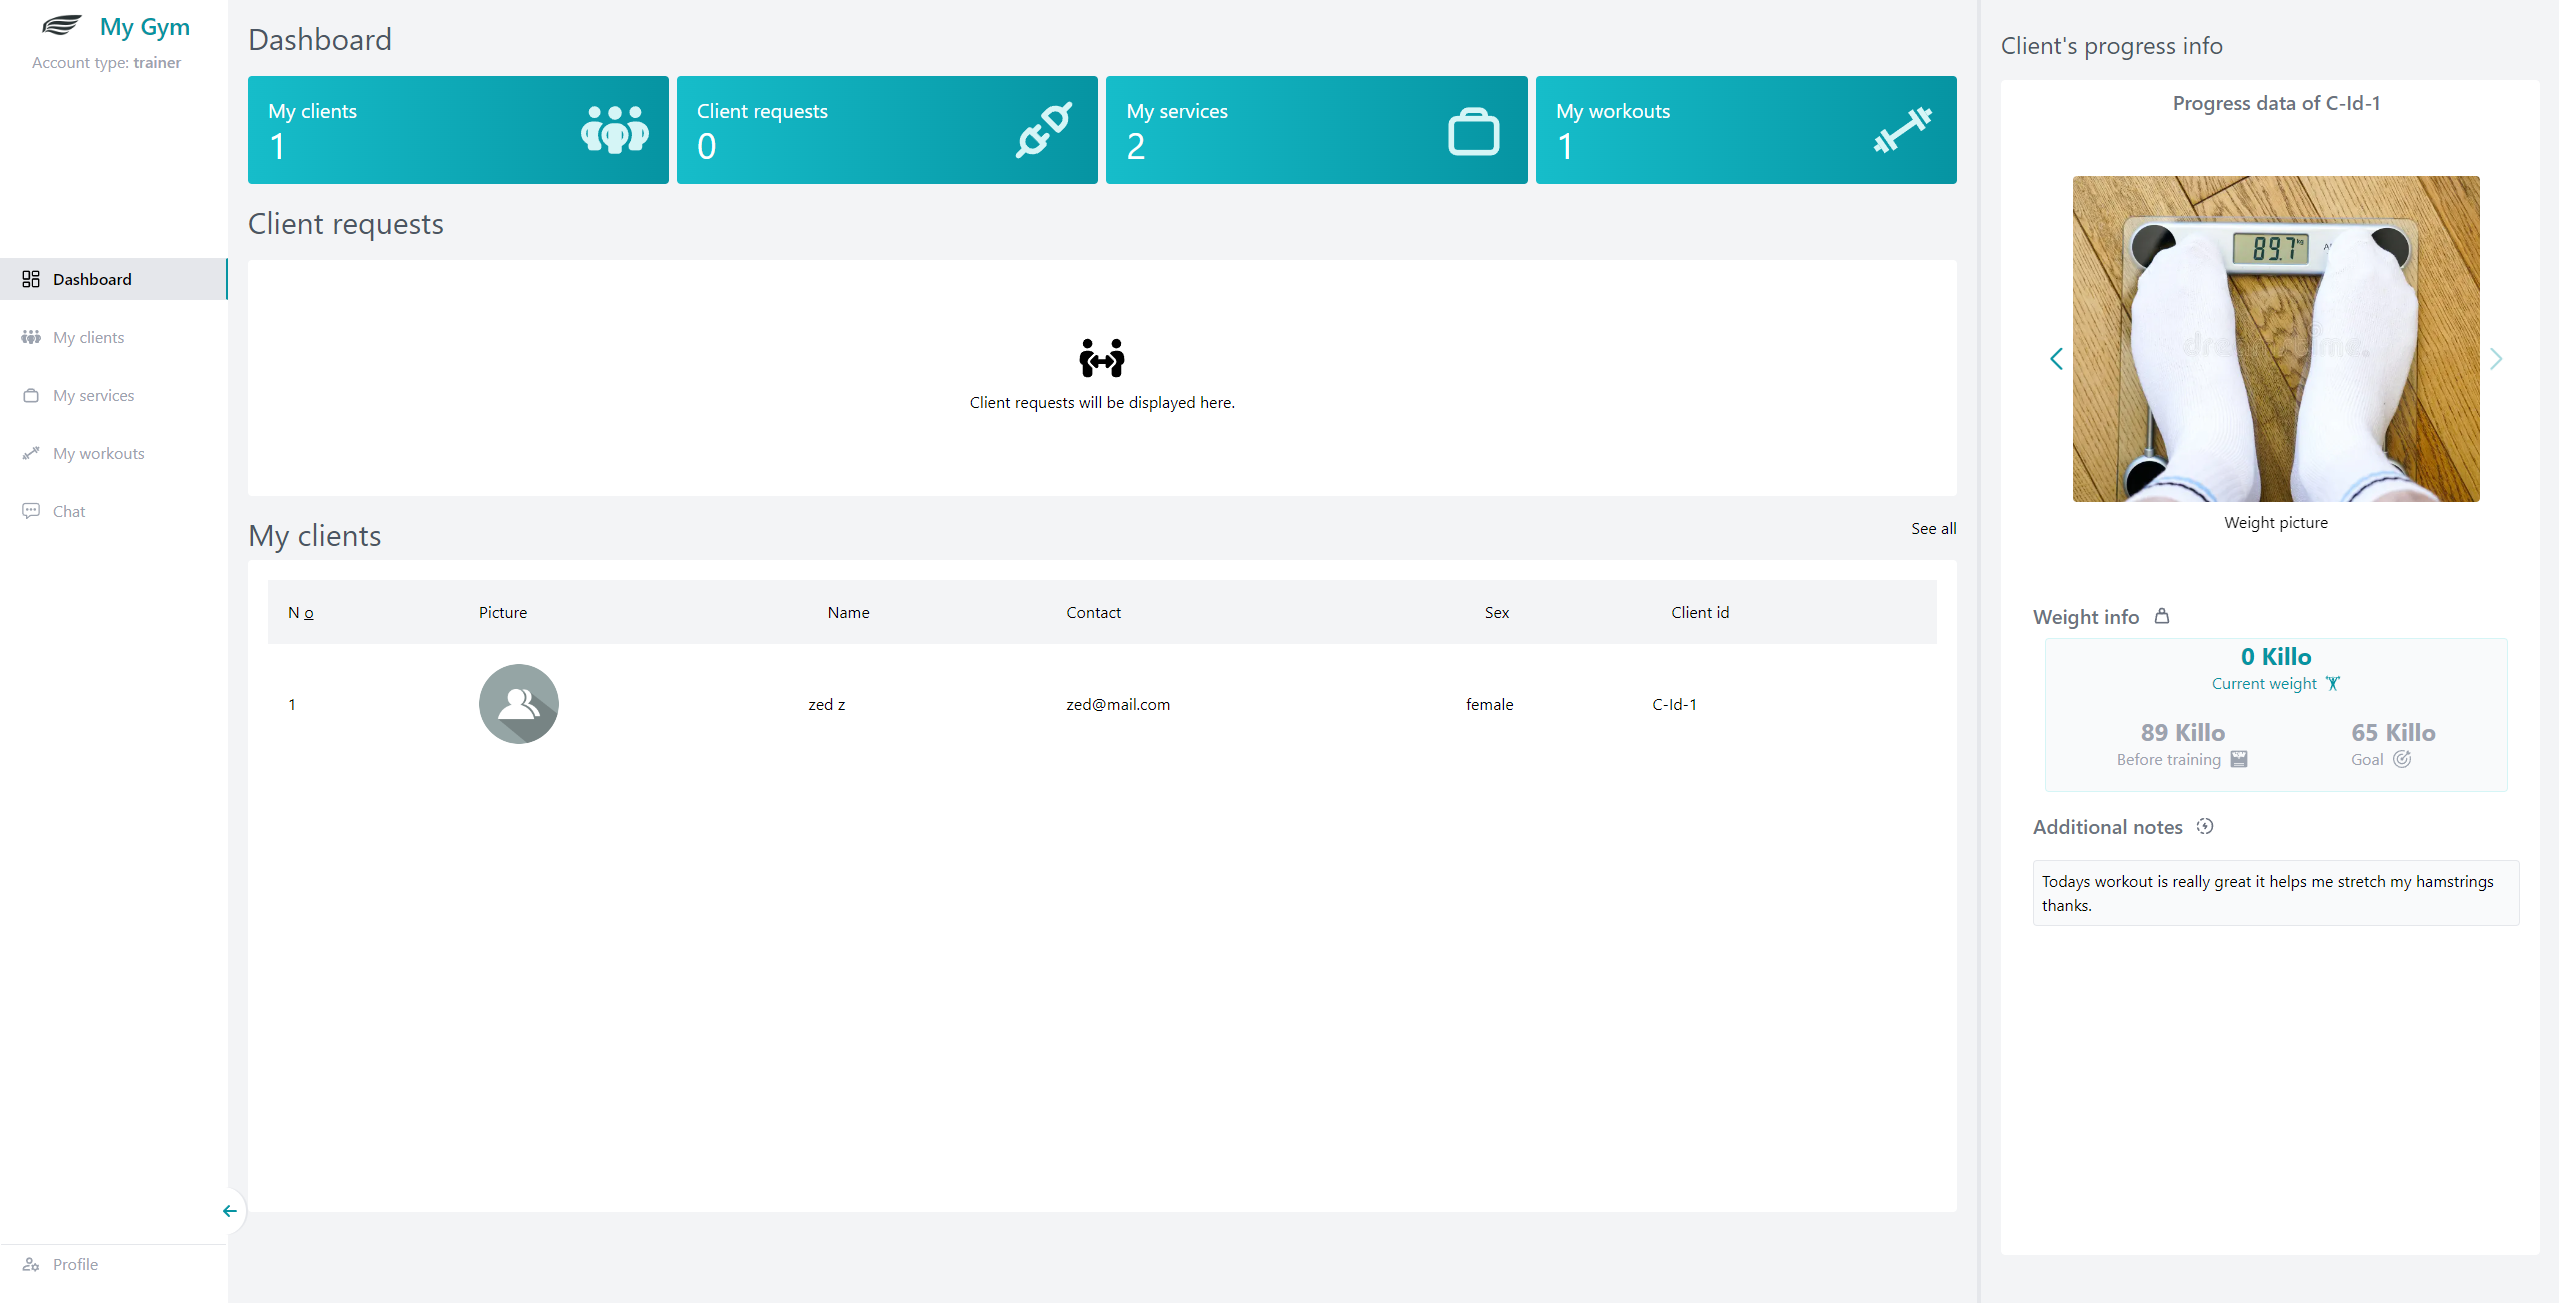 My Gym
Account type: trainer
Dashboard
My clients
My services
My workouts
Chat
Profile
Dashboard
My clients
1
Client requests
0
My services
2
My workouts
1
Client requests
Client requests will be displayed here.
My clients
See all
N o Picture Name Contact Sex Client id
1 zed z zed@mail.com female C-Id-1
Client's progress info
Progress data of C-Id-1
89.7 kg
Weight picture
Weight info
0 Killo
Current weight
89 Killo
Before training
65 Killo
Goal
Additional notes
Todays workout is really great it helps me stretch my hamstrings
thanks.